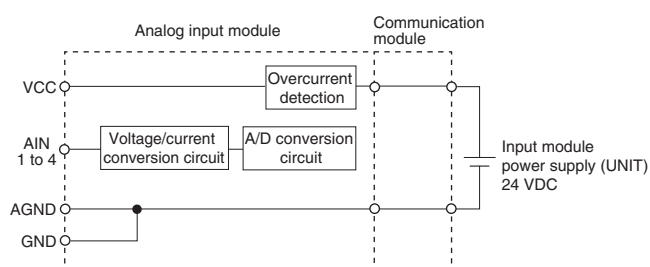 Analog input module
Communication
module
VCC
Overcurrent
detection
AIN
1 to 4
Voltage/current
conversion circuit
A/D conversion
circuit
Input module
power supply (UNIT)
24 VDC
AGND
GND